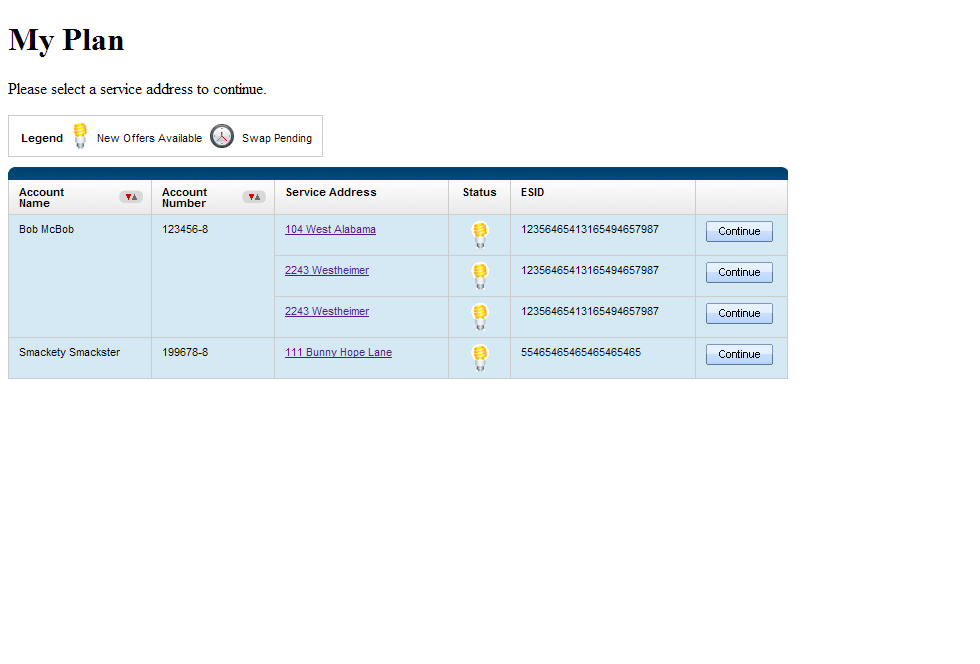 My Plan
Please select a service address to continue.
Legend New Offers Available Swap Pending
Account Name Account Number Service Address Status ESID
Bob McBob 123456-8 104 West Alabama 12356465413165494657987 Continue
2243 Westheimer 12356465413165494657987 Continue
2243 Westheimer 12356465413165494657987 Continue
Smackety Smackster 199678-8 111 Bunny Hope Lane 55465465465465465465 Continue